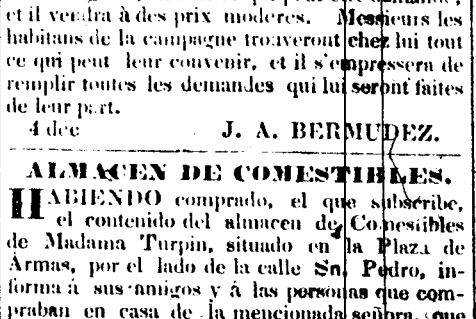 et il vendra à des prix moderes. Messieurs les
habitans de la campagne trouveront chez lui tout
ce qui peut leur convenir, et il s'empressera de
remplir toutes les demandes qui lui seront faites
de leur part.
4 déc J. A. BERMUDEZ.
ALMACEN DE COMESTIBLES.
HABIENDO comprado, el que subscribe,
el contenido del almacen de Comestibles
de Madama Turpin, situado en la Plaza de
Armas, por el lado de la calle Sn. Pedro, in-
forma á sus amigos y á las personas que com-
praban en casa de la mencionada señora, que